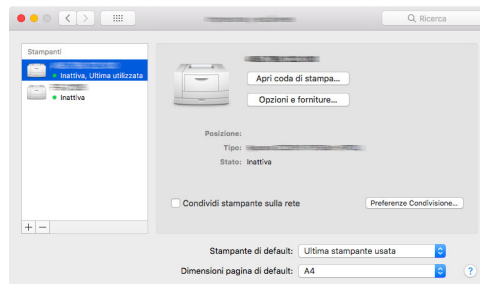 Ricerca
Stampanti
Inattiva, Ultima utilizzata
Inattiva
Apri coda di stampa...
Opzioni e forniture...
Posizione:
Tipo:
Stato: Inattiva
Condividi stampante sulla rete
Preferenze Condivisione...
+ −
Stampante di default: Ultima stampante usata
Dimensioni pagina di default: A4
?